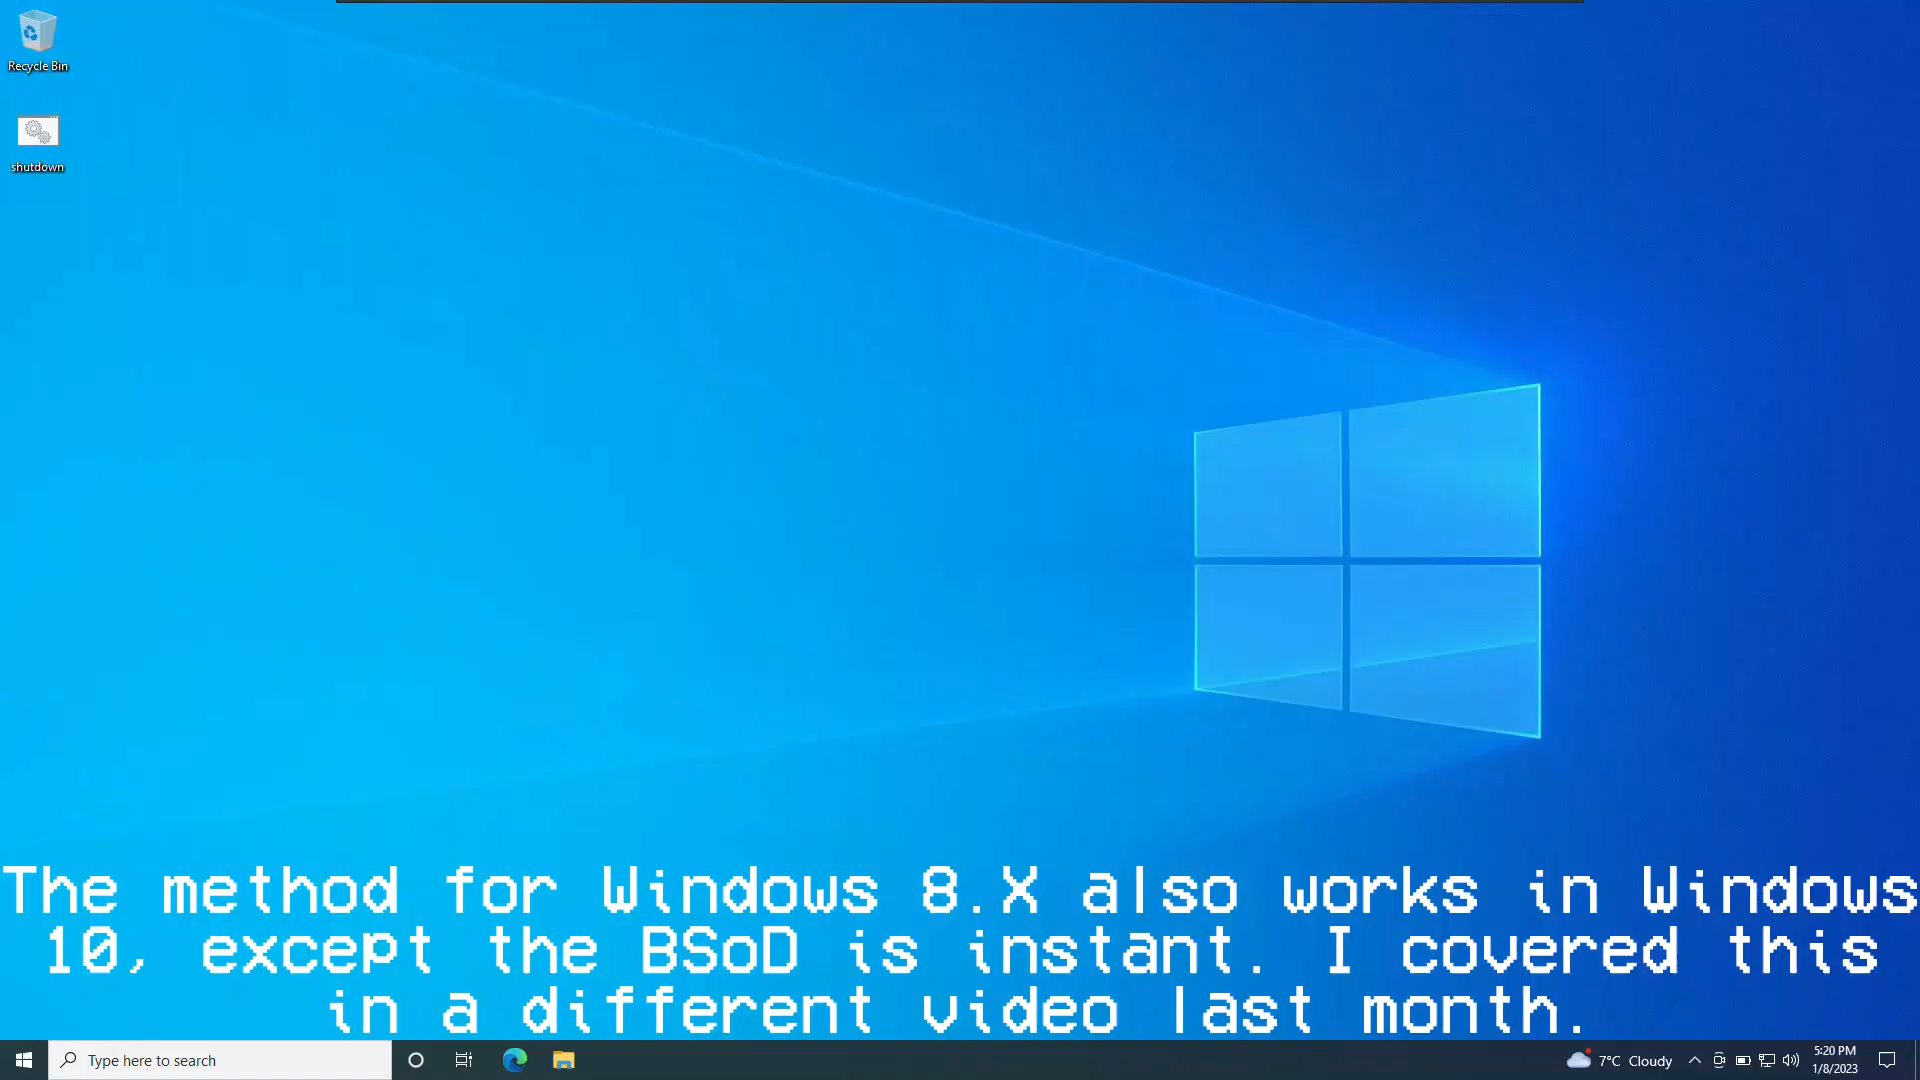 Recycle Bin
shutdown
The method for Windows 8.X also works in Windows
10, except the BSoD is instant. I covered this
in a different video last month.
Type here to search
7°C Cloudy
5:20 PM
1/8/2023